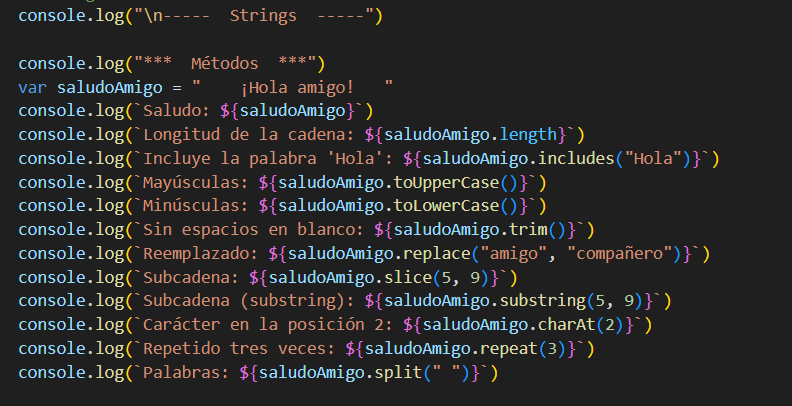 console.log("\n-----  Strings  -----")
console.log("***  Métodos  ***")
var saludoAmigo = "    ¡Hola amigo!   "
console.log(`Saludo: ${saludoAmigo}`)
console.log(`Longitud de la cadena: ${saludoAmigo.length}`)
console.log(`Incluye la palabra 'Hola': ${saludoAmigo.includes("Hola")}`)
console.log(`Mayúsculas: ${saludoAmigo.toUpperCase()}`)
console.log(`Minúsculas: ${saludoAmigo.toLowerCase()}`)
console.log(`Sin espacios en blanco: ${saludoAmigo.trim()}`)
console.log(`Reemplazado: ${saludoAmigo.replace("amigo", "compañero")}`)
console.log(`Subcadena: ${saludoAmigo.slice(5, 9)}`)
console.log(`Subcadena (substring): ${saludoAmigo.substring(5, 9)}`)
console.log(`Carácter en la posición 2: ${saludoAmigo.charAt(2)}`)
console.log(`Repetido tres veces: ${saludoAmigo.repeat(3)}`)
console.log(`Palabras: ${saludoAmigo.split(" ")}`)